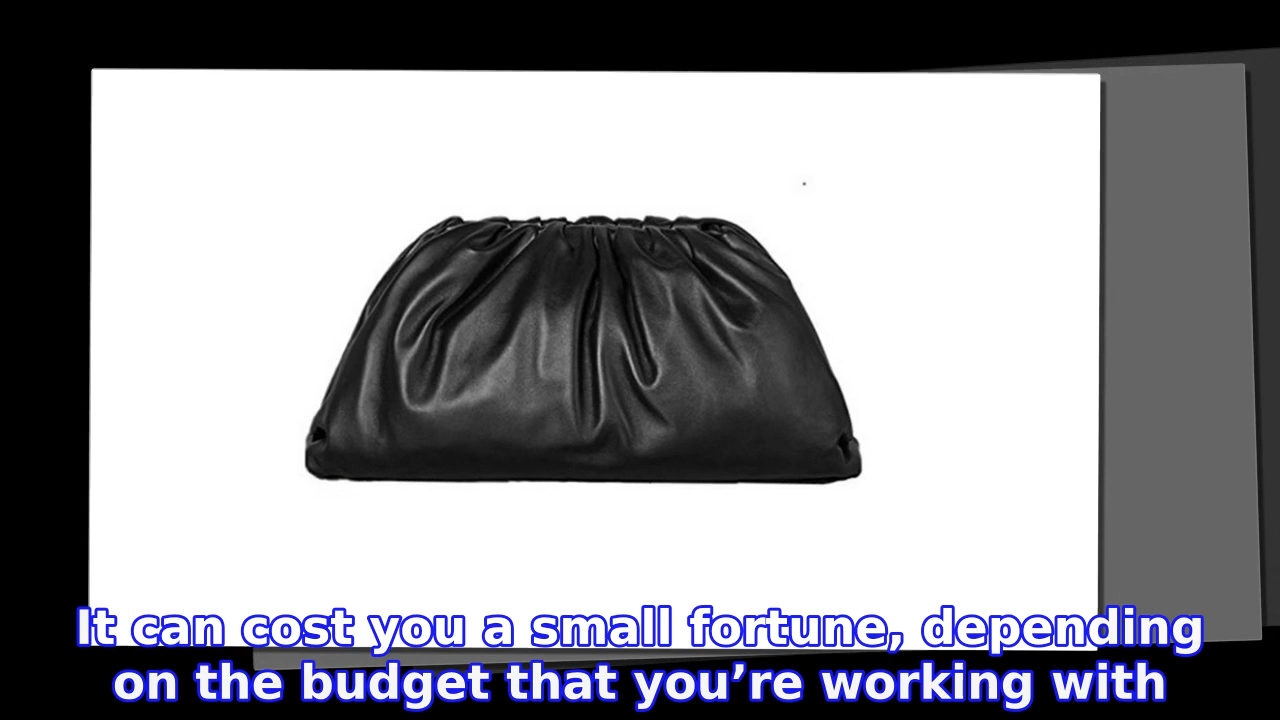 It can cost you a small fortune, depending
on the budget that you’re working with